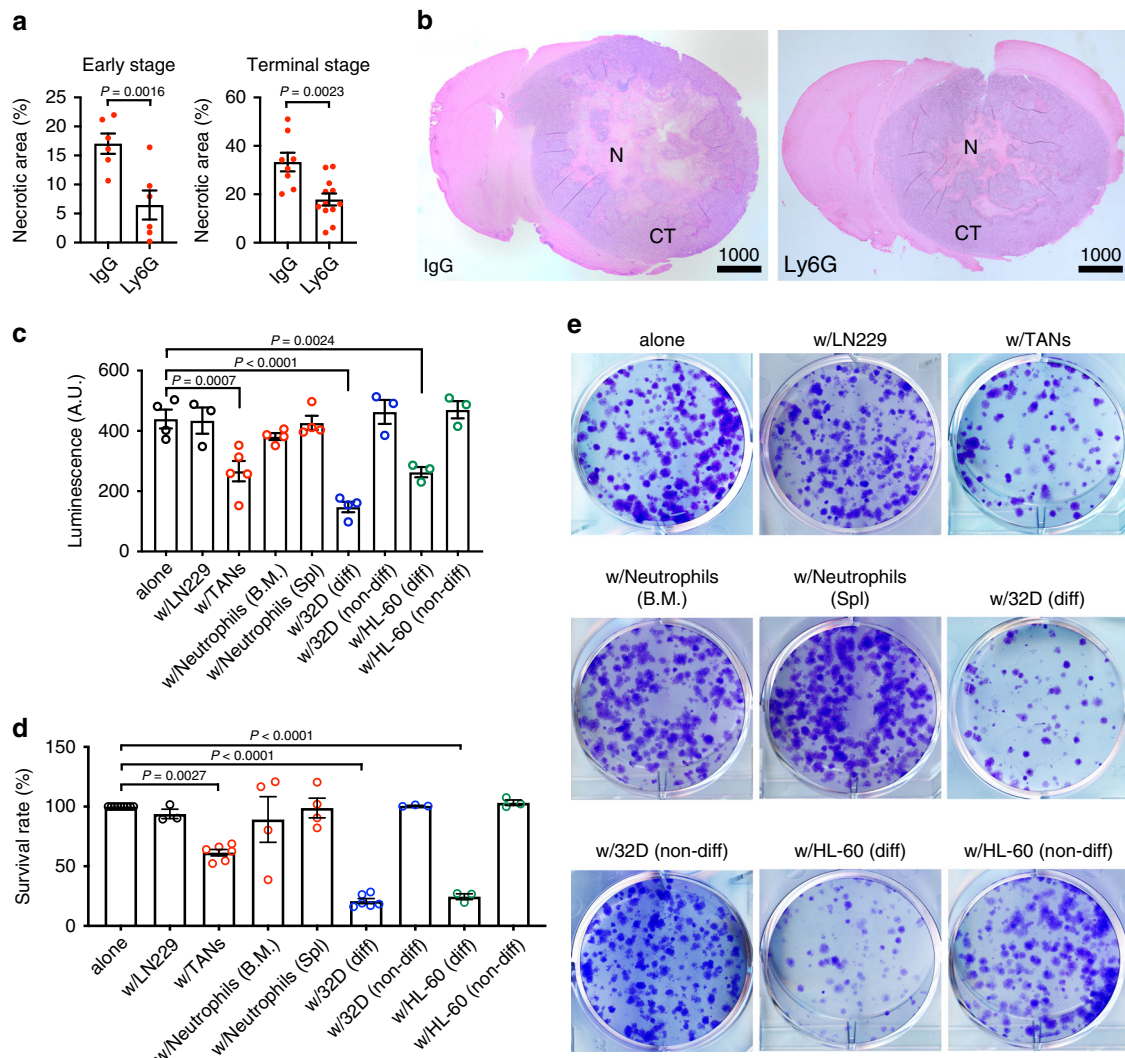 a
Early stage
Terminal stage
P = 0.0016
P = 0.0023
Necrotic area (%)
25
20
15
10
5
0
IgG
Ly6G
Necrotic area (%)
60
40
20
0
IgG
Ly6G
b
N
CT
IgG
1000
N
CT
Ly6G
1000
c
P = 0.0024
P < 0.0001
P = 0.0007
Luminescence (A.U.)
600
400
200
0
alone
w/LN229
w/TANs
w/Neutrophils (B.M.)
w/Neutrophils (Spl)
w/32D (diff)
w/32D (non-diff)
w/HL-60 (diff)
w/HL-60 (non-diff)
d
P < 0.0001
P < 0.0001
P = 0.0027
Survival rate (%)
150
100
50
0
alone
w/LN229
w/TANs
w/Neutrophils (B.M.)
w/Neutrophils (Spl)
w/32D (diff)
w/32D (non-diff)
w/HL-60 (diff)
w/HL-60 (non-diff)
e
alone
w/LN229
w/TANs
w/Neutrophils
(B.M.)
w/Neutrophils
(Spl)
w/32D (diff)
w/32D (non-diff)
w/HL-60 (diff)
w/HL-60 (non-diff)